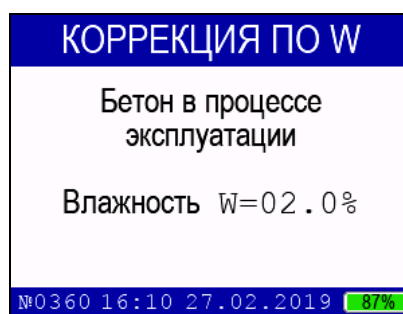 КОРРЕКЦИЯ ПО W
Бетон в процессе
эксплуатации
Влажность W=02.0%
№0360 16:10 27.02.2019 87%